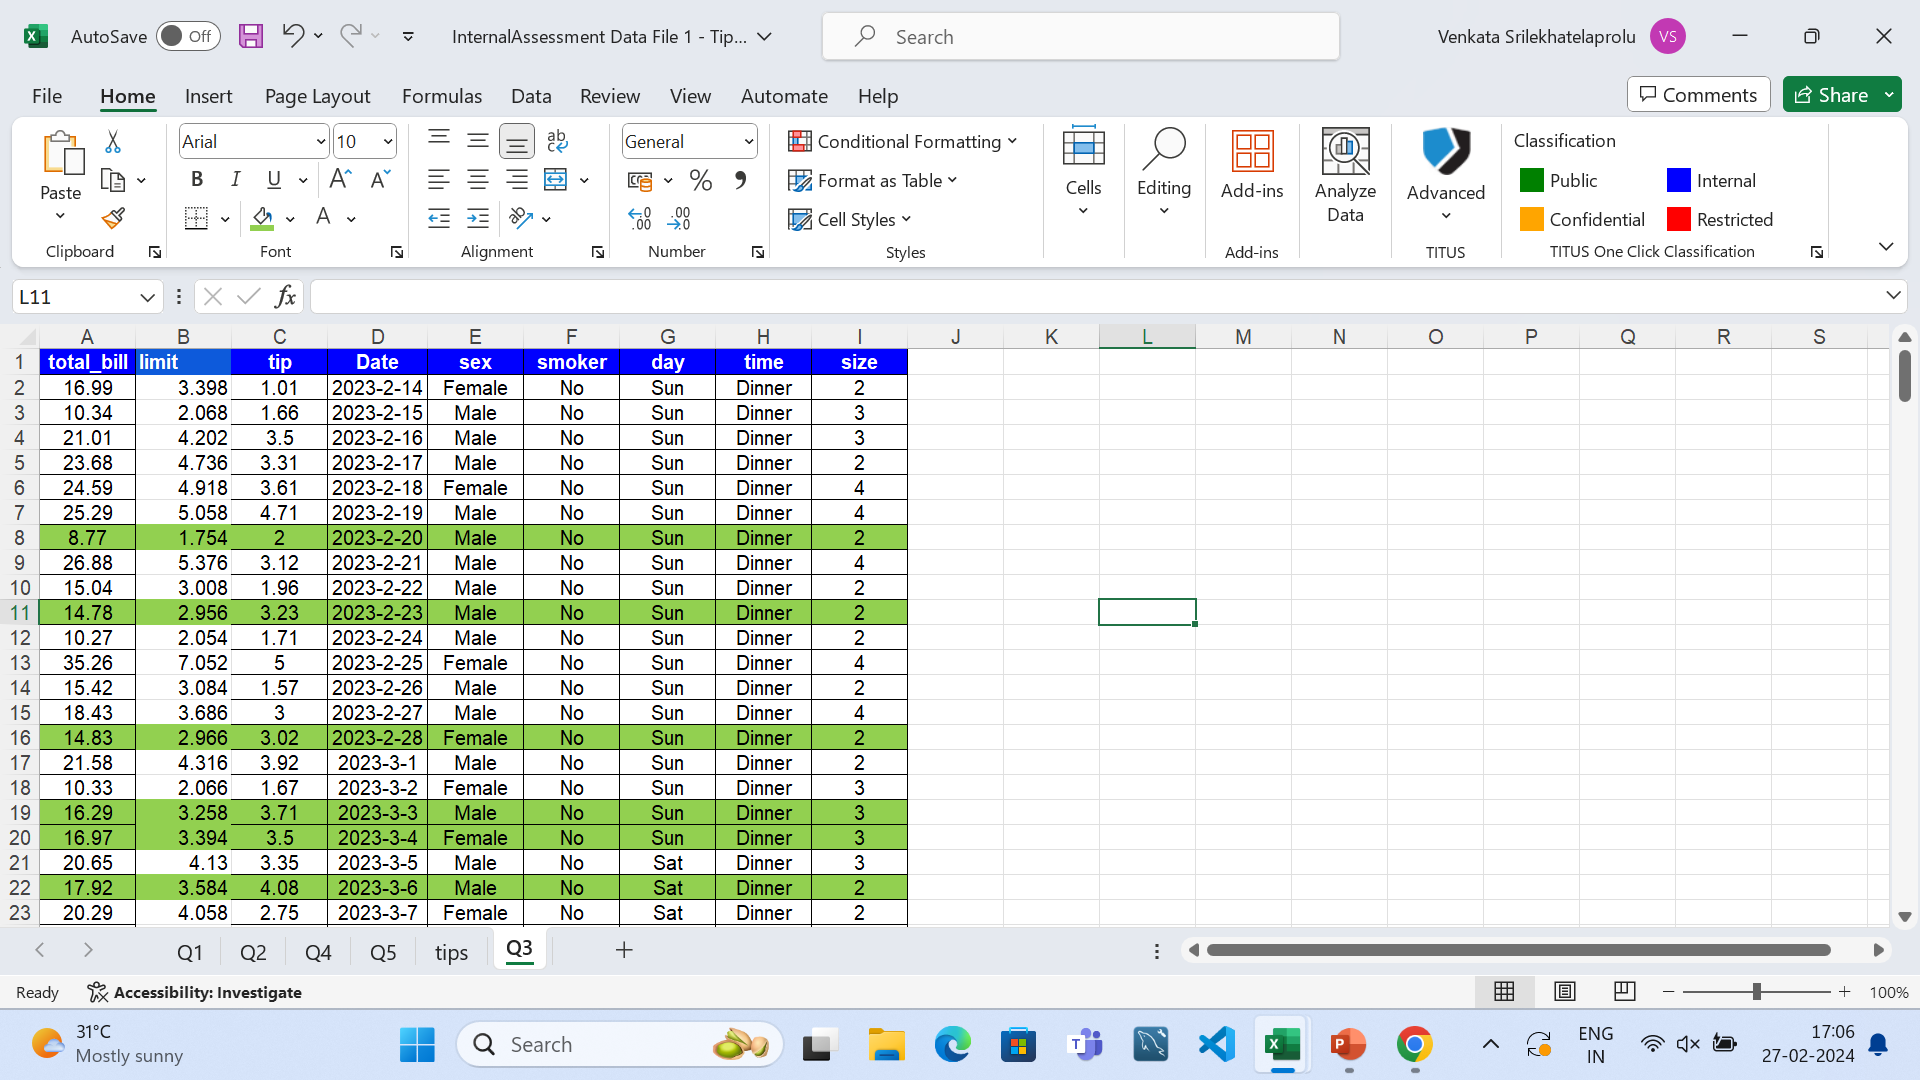 AutoSave Off InternalAssessment Data File 1 - Tip... Search Venkata Srilekhatelaprolu VS
File Home Insert Page Layout Formulas Data Review View Automate Help Comments Share
Paste
Clipboard
Arial 10
B I U A A
A
Font
ab
Alignment
General
% 9
.00
Number
Conditional Formatting
Format as Table
Cell Styles
Styles
Cells
Editing
Add-ins
Add-ins
Analyze
Data
Advanced
TITUS
Classification
Public Internal
Confidential Restricted
TITUS One Click Classification
L11 fx
A B C D E F G H I J K L M N O P Q R S
1 total_bill limit tip Date sex smoker day time size
2 16.99 3.398 1.01 2023-2-14 Female No Sun Dinner 2
3 10.34 2.068 1.66 2023-2-15 Male No Sun Dinner 3
4 21.01 4.202 3.5 2023-2-16 Male No Sun Dinner 3
5 23.68 4.736 3.31 2023-2-17 Male No Sun Dinner 2
6 24.59 4.918 3.61 2023-2-18 Female No Sun Dinner 4
7 25.29 5.058 4.71 2023-2-19 Male No Sun Dinner 4
8 8.77 1.754 2 2023-2-20 Male No Sun Dinner 2
9 26.88 5.376 3.12 2023-2-21 Male No Sun Dinner 4
10 15.04 3.008 1.96 2023-2-22 Male No Sun Dinner 2
11 14.78 2.956 3.23 2023-2-23 Male No Sun Dinner 2
12 10.27 2.054 1.71 2023-2-24 Male No Sun Dinner 2
13 35.26 7.052 5 2023-2-25 Female No Sun Dinner 4
14 15.42 3.084 1.57 2023-2-26 Male No Sun Dinner 2
15 18.43 3.686 3 2023-2-27 Male No Sun Dinner 4
16 14.83 2.966 3.02 2023-2-28 Female No Sun Dinner 2
17 21.58 4.316 3.92 2023-3-1 Male No Sun Dinner 2
18 10.33 2.066 1.67 2023-3-2 Female No Sun Dinner 3
19 16.29 3.258 3.71 2023-3-3 Male No Sun Dinner 3
20 16.97 3.394 3.5 2023-3-4 Female No Sun Dinner 3
21 20.65 4.13 3.35 2023-3-5 Male No Sat Dinner 3
22 17.92 3.584 4.08 2023-3-6 Male No Sat Dinner 2
23 20.29 4.058 2.75 2023-3-7 Female No Sat Dinner 2
Q1 Q2 Q4 Q5 tips Q3
Ready Accessibility: Investigate 100%
31°C
Mostly sunny
Search
ENG
IN
17:06
27-02-2024